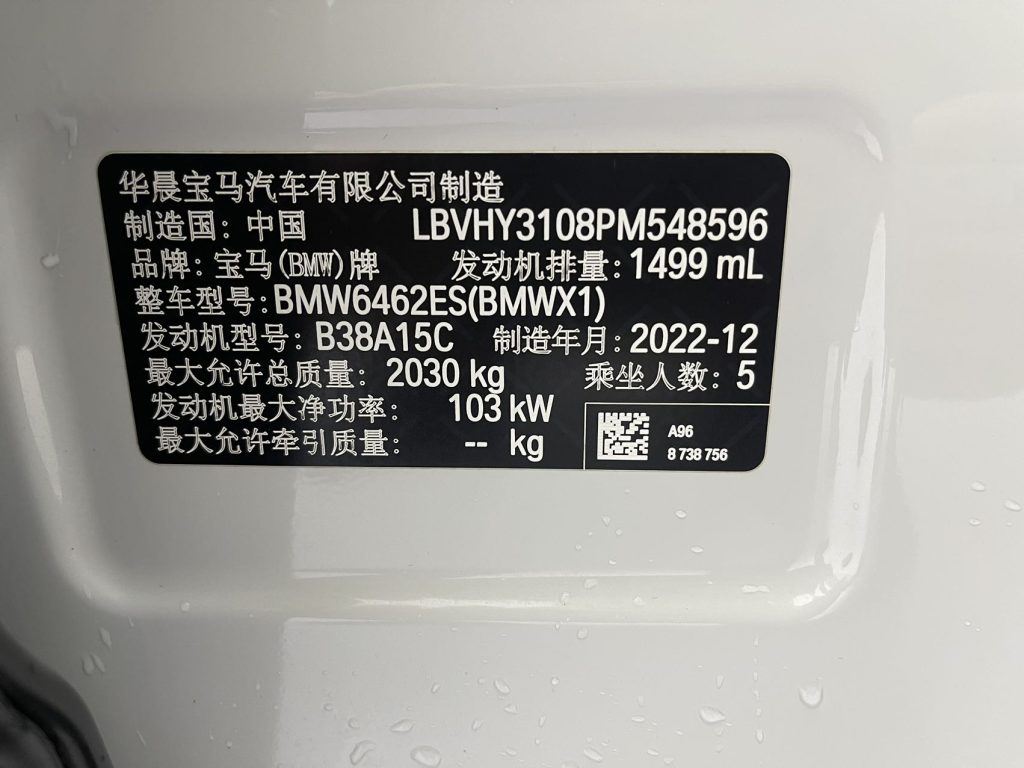 华晨宝马汽车有限公司制造
制造国：中国 LBVHY3108PM548596
品牌：宝马(BMW)牌 发动机排量：1499 mL
整车型号：BMW6462ES(BMWX1)
发动机型号：B38A15C 制造年月：2022-12
最大允许总质量：2030 kg 乘坐人数：5
发动机最大净功率：103 kW
最大允许牵引质量：-- kg
A96
8 738 756